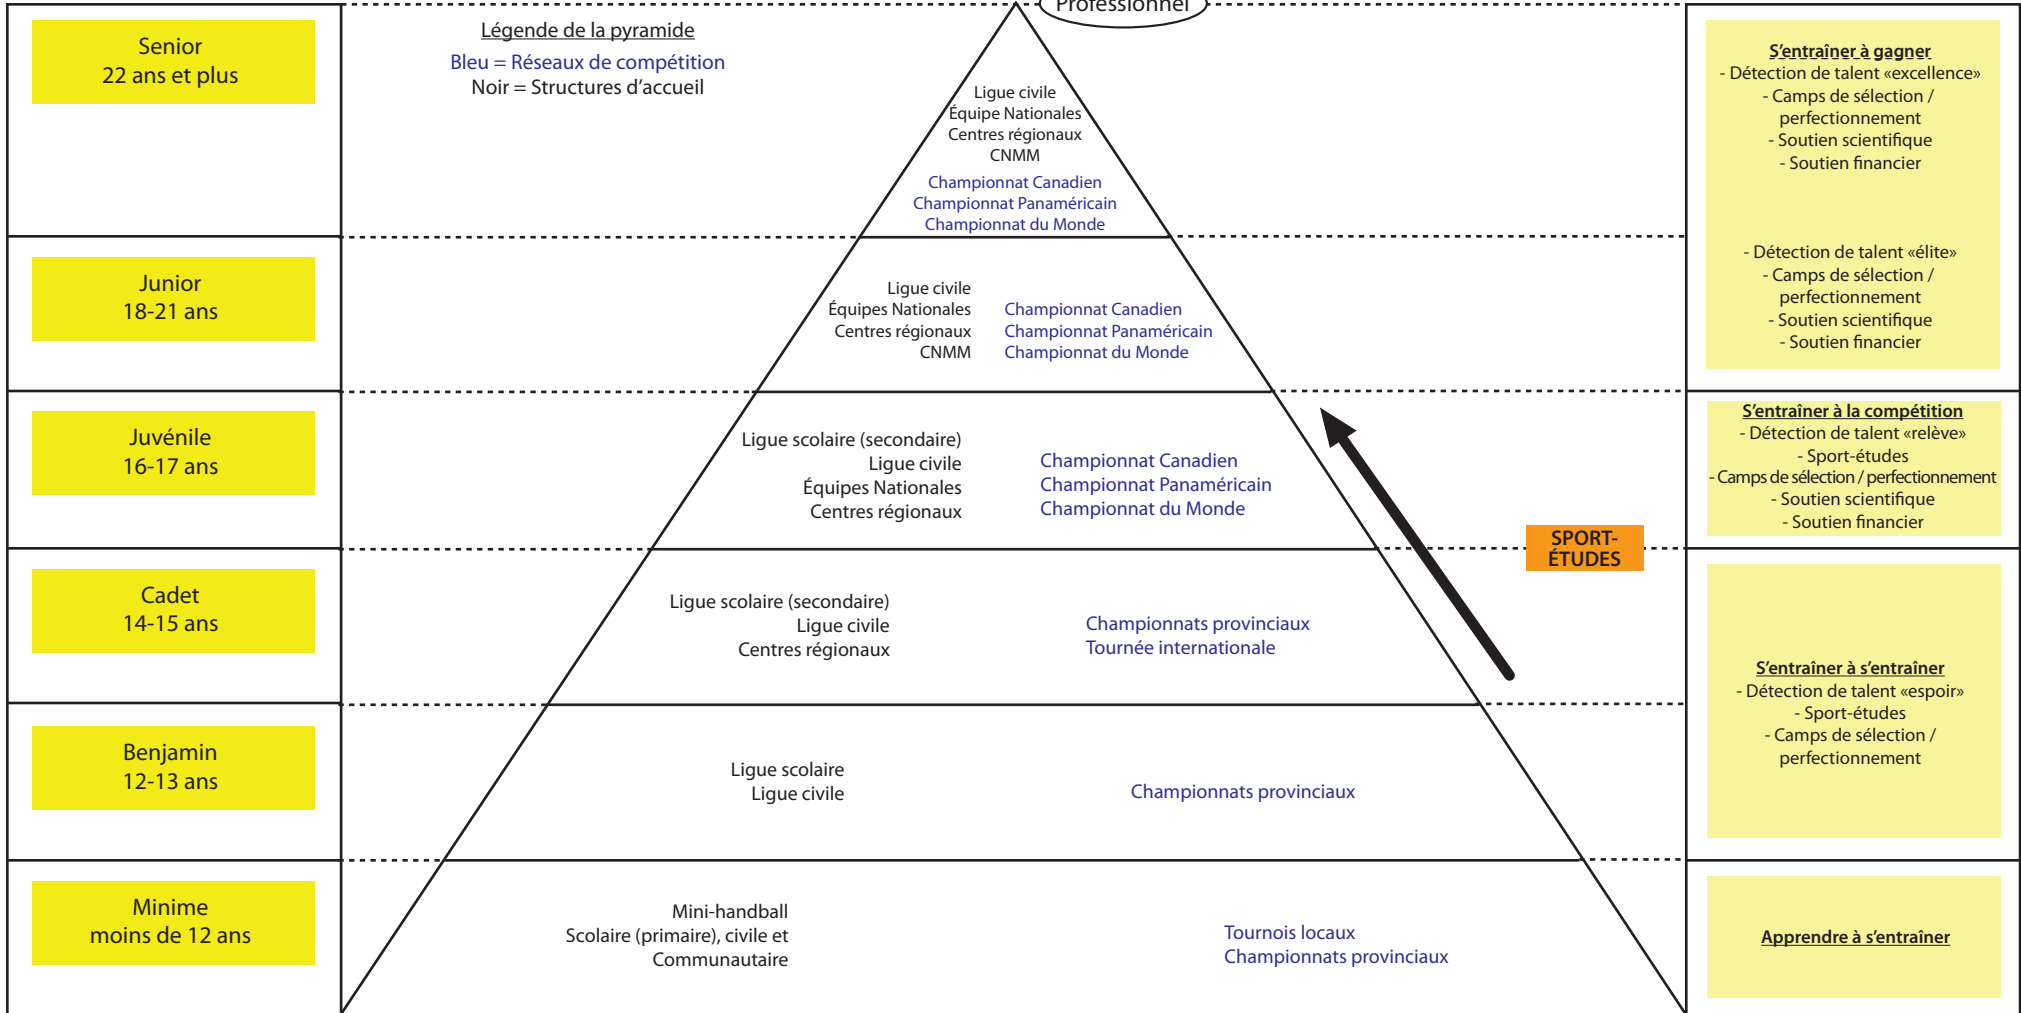 Professionnel
Senior
22 ans et plus
Légende de la pyramide
Bleu = Réseaux de compétition
Noir = Structures d'accueil
Ligue civile
Équipe Nationales
Centres régionaux
CNMM
Championnat Canadien
Championnat Panaméricain
Championnat du Monde
S'entraîner à gagner
- Détection de talent «excellence»
- Camps de sélection /
perfectionnement
- Soutien scientifique
- Soutien financier
Junior
18-21 ans
Ligue civile
Équipes Nationales
Centres régionaux
CNMM
Championnat Canadien
Championnat Panaméricain
Championnat du Monde
- Détection de talent «élite»
- Camps de sélection /
perfectionnement
- Soutien scientifique
- Soutien financier
Juvénile
16-17 ans
Ligue scolaire (secondaire)
Ligue civile
Équipes Nationales
Centres régionaux
Championnat Canadien
Championnat Panaméricain
Championnat du Monde
S'entraîner à la compétition
- Détection de talent «relève»
- Sport-études
- Camps de sélection / perfectionnement
- Soutien scientifique
- Soutien financier
SPORT-
ÉTUDES
Cadet
14-15 ans
Ligue scolaire (secondaire)
Ligue civile
Centres régionaux
Championnats provinciaux
Tournée internationale
S'entraîner à s'entraîner
- Détection de talent «espoir»
- Sport-études
- Camps de sélection /
perfectionnement
Benjamin
12-13 ans
Ligue scolaire
Ligue civile
Championnats provinciaux
Minime
moins de 12 ans
Mini-handball
Scolaire (primaire), civile et
Communautaire
Tournois locaux
Championnats provinciaux
Apprendre à s'entraîner